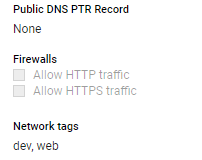 Public DNS PTR Record
None
Firewalls
Allow HTTP traffic
Allow HTTPS traffic
Network tags
dev, web